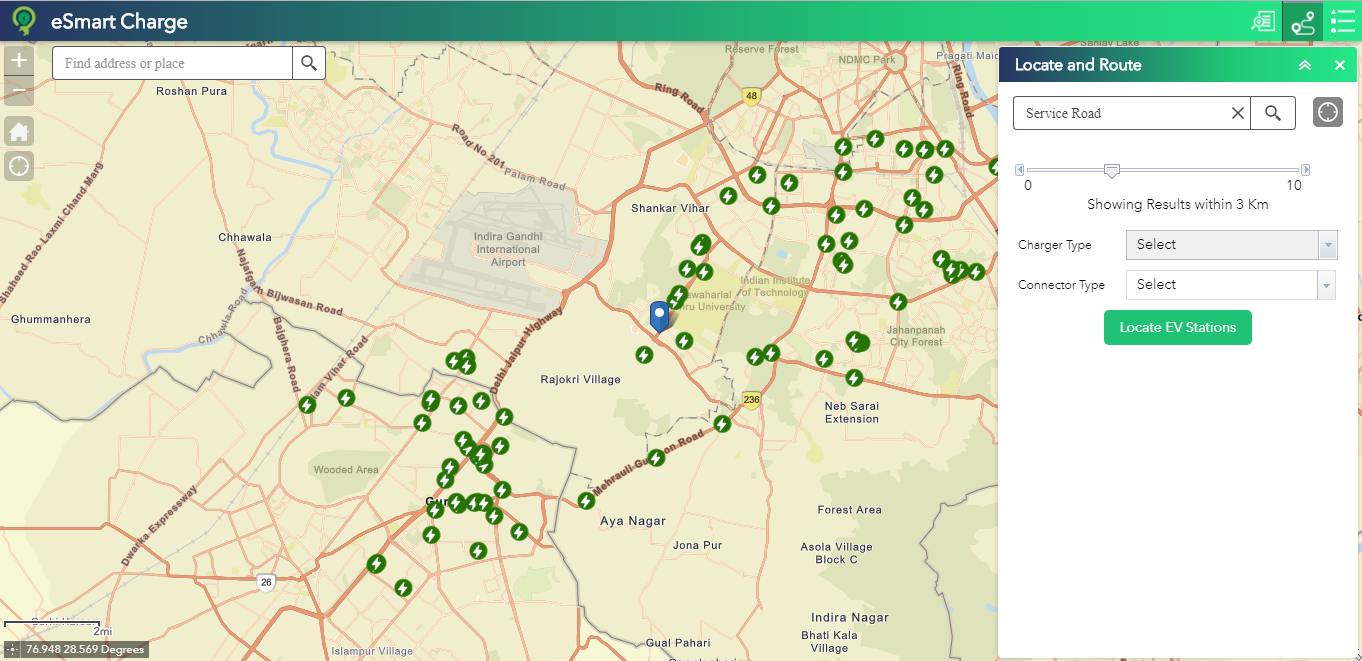 eSmart Charge
Find address or place
Locate and Route
Service Road
0
10
Showing Results within 3 Km
Charger Type
Select
Connector Type
Select
Locate EV Stations
Reserve Forest
Sanjay Lake
NDMC Park
Pragati Maid
Roshan Pura
Ring Road
48
Ring Road
Road No 201
Palam Road
Shaheed Rao Laxmi Chand Marg
Shankar Vihar
Chhawala
Indira Gandhi
International
Airport
Najafgarh Bijwasan Road
Indian Institute
of Technology
Jawaharlal
Nehru University
Ghummanhera
Chhawla Road
Bajghera Road
Delhi Jaipur Highway
Jahanpanah
City Forest
Rajokri Village
236
Neb Sarai
Extension
Wooded Area
Mehrauli Gurgaon Road
Dwarka Expressway
Forest Area
Aya Nagar
Jona Pur
Asola Village
Block C
26
Indira Nagar
Bhati Kala
Village
Gual Pahari
Islampur Village
2mi
76.948 28.569 Degrees